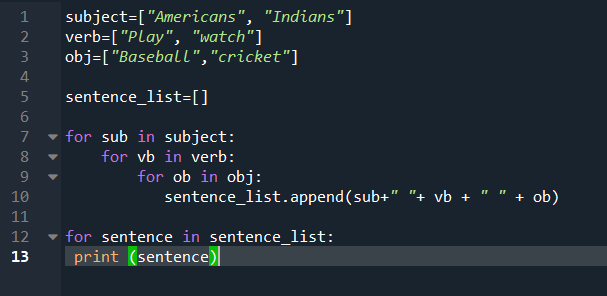 1 subject=["Americans", "Indians"]
2 verb=["Play", "watch"]
3 obj=["Baseball","cricket"]
4
5 sentence_list=[]
6
7 for sub in subject:
8     for vb in verb:
9         for ob in obj:
10            sentence_list.append(sub+" "+ vb + " " + ob)
11
12 for sentence in sentence_list:
13  print (sentence)